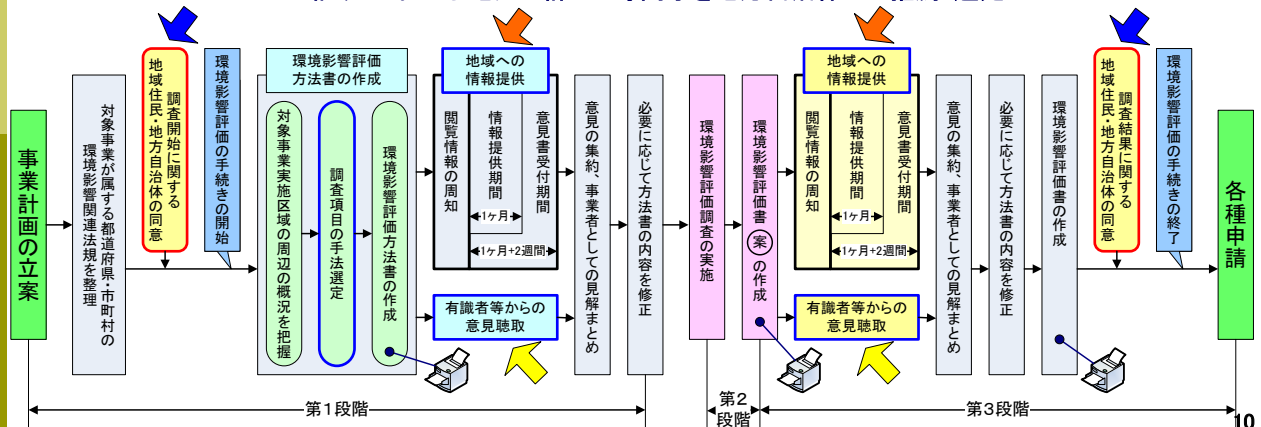 事業計画の立案
対象事業が属する都道府県・市町村の
環境影響関連法規を整理
調査開始に関する
地域住民・地方自治体の同意
環境影響評価の手続きの開始
環境影響評価
方法書の作成
対象事業実施区域の周辺の概況を把握
調査項目の手法選定
環境影響評価方法書の作成
地域への
情報提供
閲覧情報の周知
情報提供期間
意見書受付期間
1ヶ月
1ヶ月+2週間
有識者等からの
意見聴取
意見の集約、事業者としての見解まとめ
必要に応じて方法書の内容を修正
環境影響評価調査の実施
環境影響評価書案の作成
地域への
情報提供
閲覧情報の周知
情報提供期間
意見書受付期間
1ヶ月
1ヶ月+2週間
有識者等からの
意見聴取
意見の集約、事業者としての見解まとめ
必要に応じて方法書の内容を修正
環境影響評価書の作成
調査結果に関する
地域住民・地方自治体の同意
環境影響評価の手続きの終了
各種申請
第1段階
第2
段階
第3段階
10